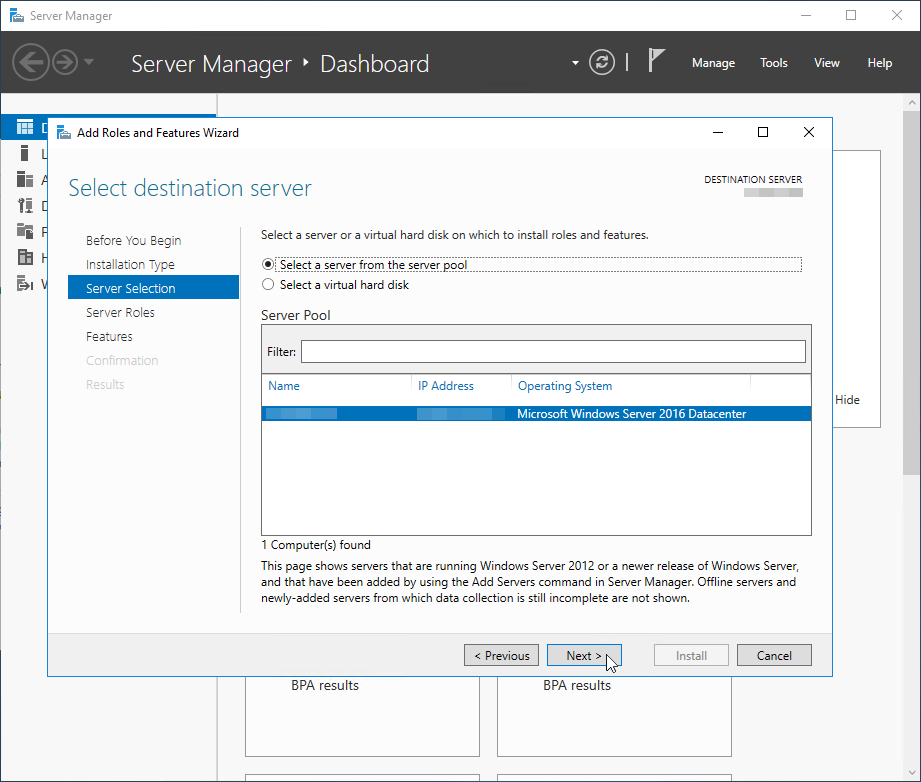 Server Manager
Server Manager • Dashboard
Manage Tools View Help
Add Roles and Features Wizard
Select destination server
DESTINATION SERVER
Before You Begin
Installation Type
Server Selection
Server Roles
Features
Confirmation
Results
Select a server or a virtual hard disk on which to install roles and features.
Select a server from the server pool
Select a virtual hard disk
Server Pool
Filter:
Name IP Address Operating System
Microsoft Windows Server 2016 Datacenter
Hide
1 Computer(s) found
This page shows servers that are running Windows Server 2012 or a newer release of Windows Server,
and that have been added by using the Add Servers command in Server Manager. Offline servers and
newly-added servers from which data collection is still incomplete are not shown.
< Previous Next > Install Cancel
BPA results BPA results